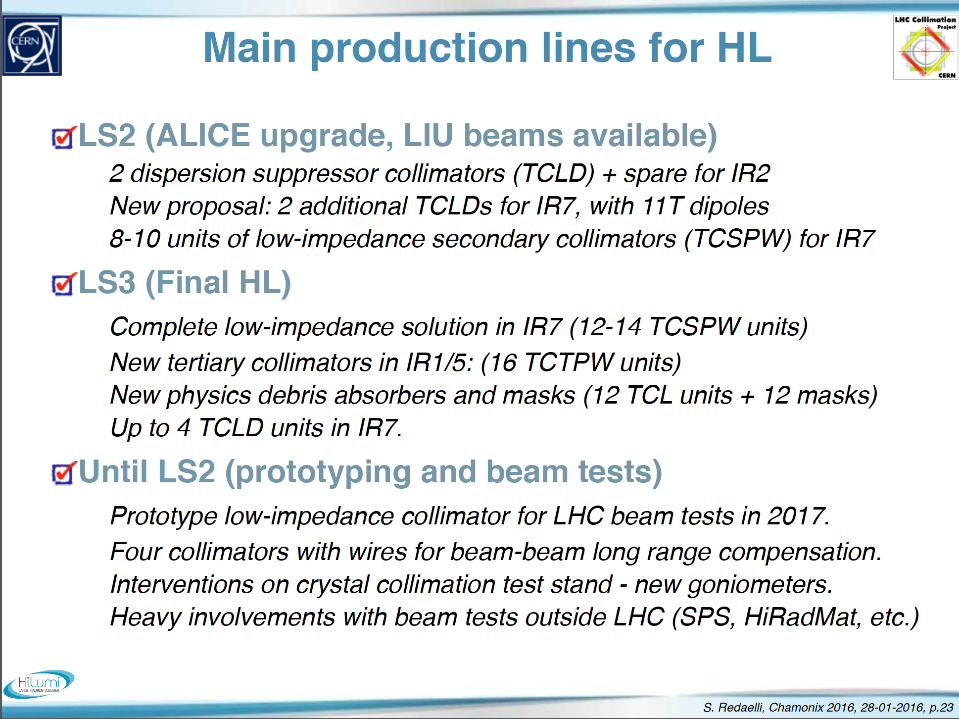 CERN
Main production lines for HL
LHC Collimation
Project
CERN
LS2 (ALICE upgrade, LIU beams available)
2 dispersion suppressor collimators (TCLD) + spare for IR2
New proposal: 2 additional TCLDs for IR7, with 11T dipoles
8-10 units of low-impedance secondary collimators (TCSPW) for IR7
LS3 (Final HL)
Complete low-impedance solution in IR7 (12-14 TCSPW units)
New tertiary collimators in IR1/5: (16 TCTPW units)
New physics debris absorbers and masks (12 TCL units + 12 masks)
Up to 4 TCLD units in IR7.
Until LS2 (prototyping and beam tests)
Prototype low-impedance collimator for LHC beam tests in 2017.
Four collimators with wires for beam-beam long range compensation.
Interventions on crystal collimation test stand - new goniometers.
Heavy involvements with beam tests outside LHC (SPS, HiRadMat, etc.)
HiLumi
S. Redaelli, Chamonix 2016, 28-01-2016, p.23